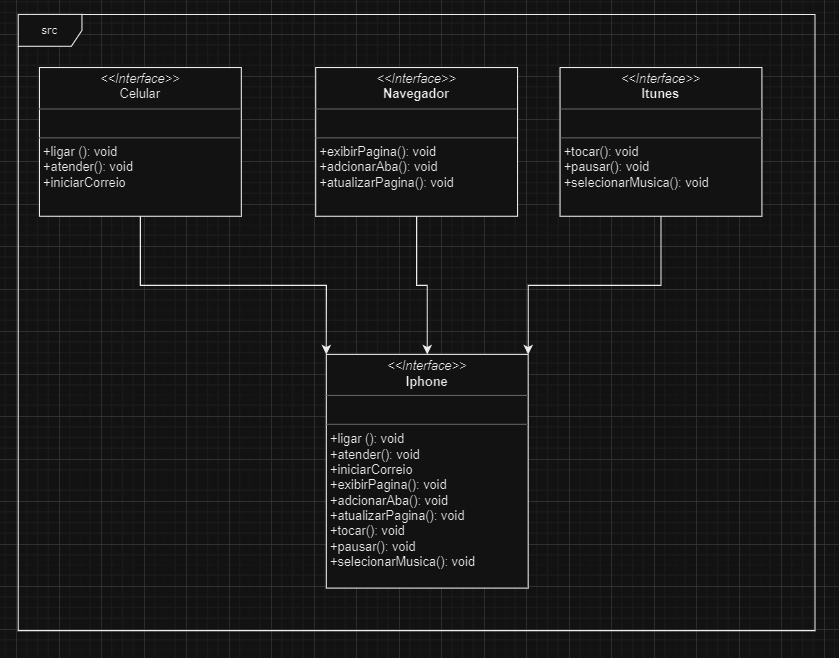 src
<<Interface>>
Celular
+ligar (): void
+atender(): void
+iniciarCorreio
<<Interface>>
Navegador
+exibirPagina(): void
+adcionarAba(): void
+atualizarPagina(): void
<<Interface>>
Itunes
+tocar(): void
+pausar(): void
+selecionarMusica(): void
<<Interface>>
Iphone
+ligar (): void
+atender(): void
+iniciarCorreio
+exibirPagina(): void
+adcionarAba(): void
+atualizarPagina(): void
+tocar(): void
+pausar(): void
+selecionarMusica(): void